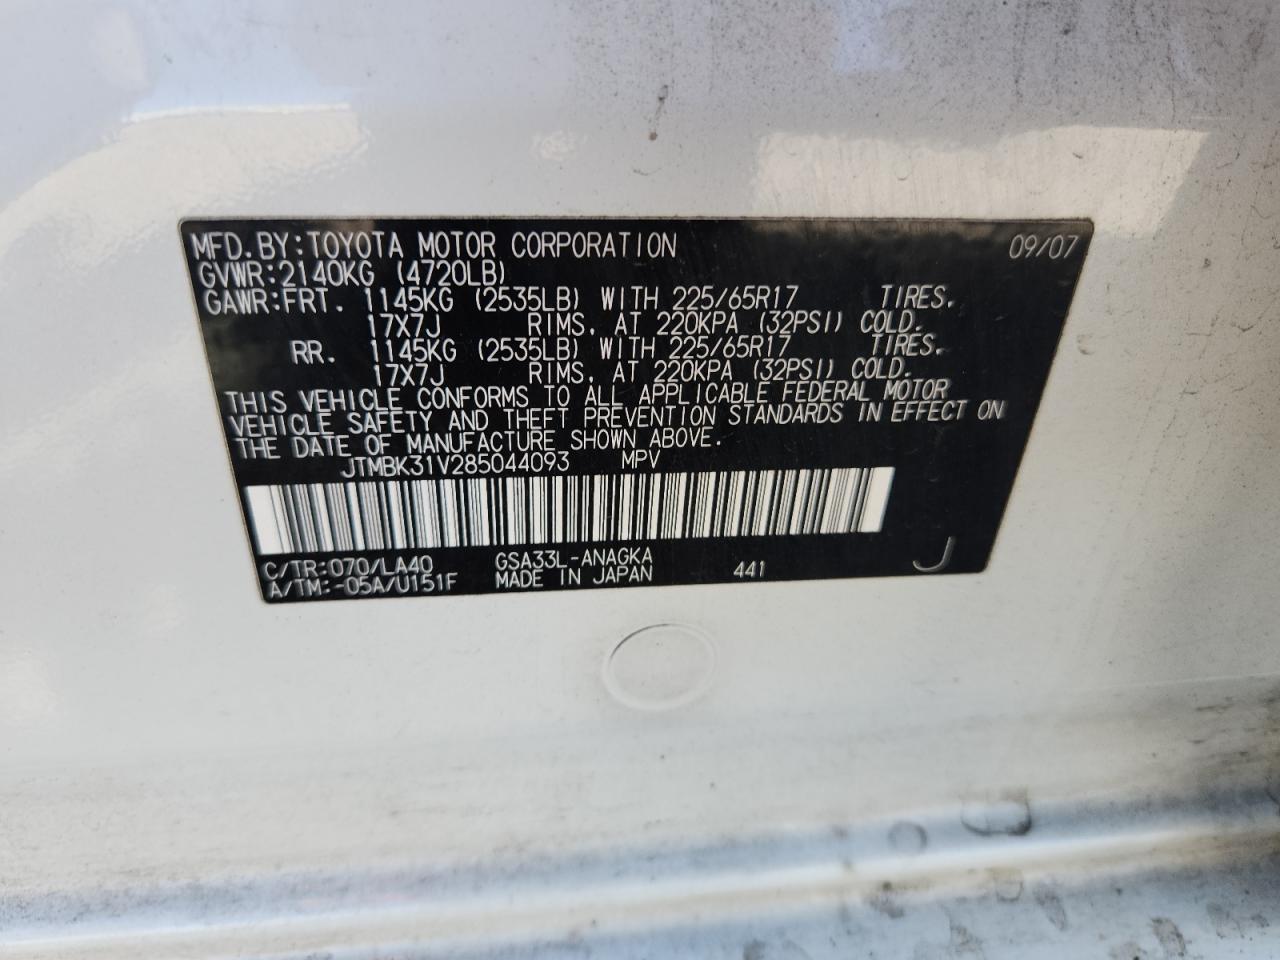 MFD.BY:TOYOTA MOTOR CORPORATION 09/07
GVWR:2140KG (4720LB)
GAWR:FRT. 1145KG (2535LB) WITH 225/65R17 TIRES.
17X7J RIMS, AT 220KPA (32PSI) COLD.
RR. 1145KG (2535LB) WITH 225/65R17 TIRES.
17X7J RIMS, AT 220KPA (32PSI) COLD.
THIS VEHICLE CONFORMS TO ALL APPLICABLE FEDERAL MOTOR
VEHICLE SAFETY AND THEFT PREVENTION STANDARDS IN EFFECT ON
THE DATE OF MANUFACTURE SHOWN ABOVE.
JTMBK31V285044093 MPV
C/TR:070/LA40 GSA33L-ANAGKA
A/TM:-05A/U151F MADE IN JAPAN 441 J